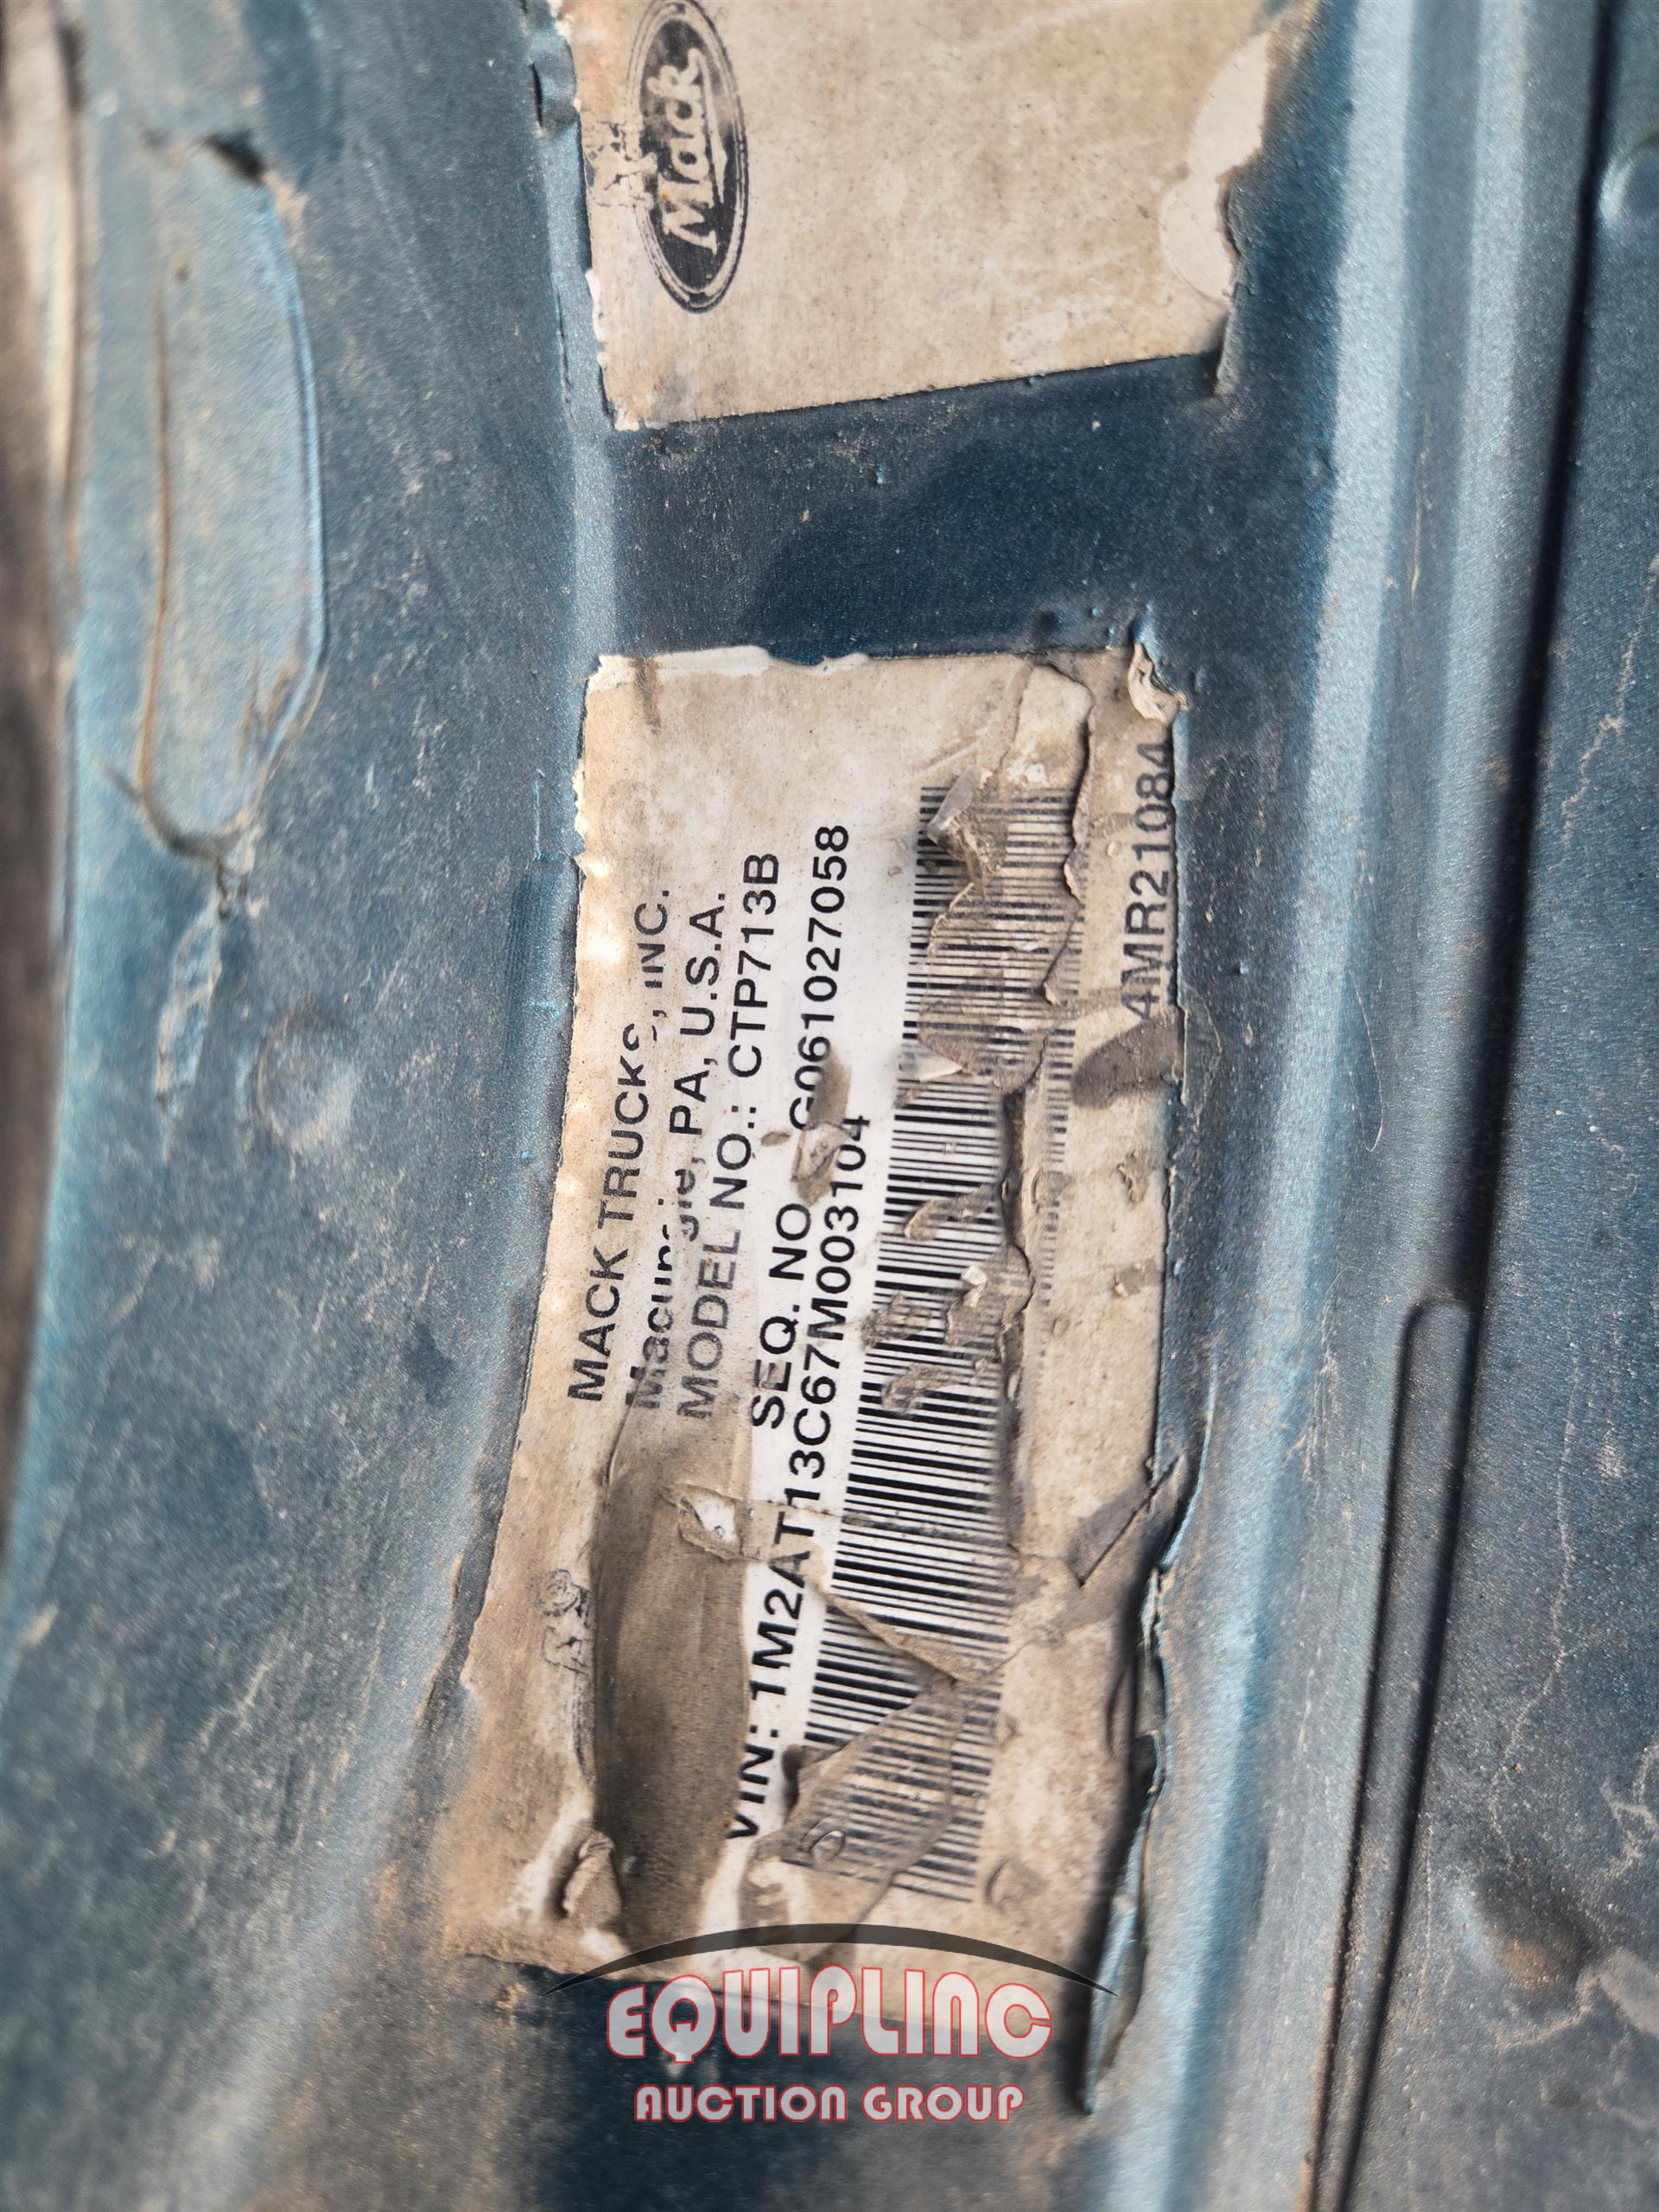 Mack
MACK TRUCKS, INC.
Macungie, PA, U.S.A.
MODEL NO.: CTP713B
SEQ. NO G061027058
VIN: 1M2AT13C67M003104
4MR21084
EQUIPLINC
AUCTION GROUP